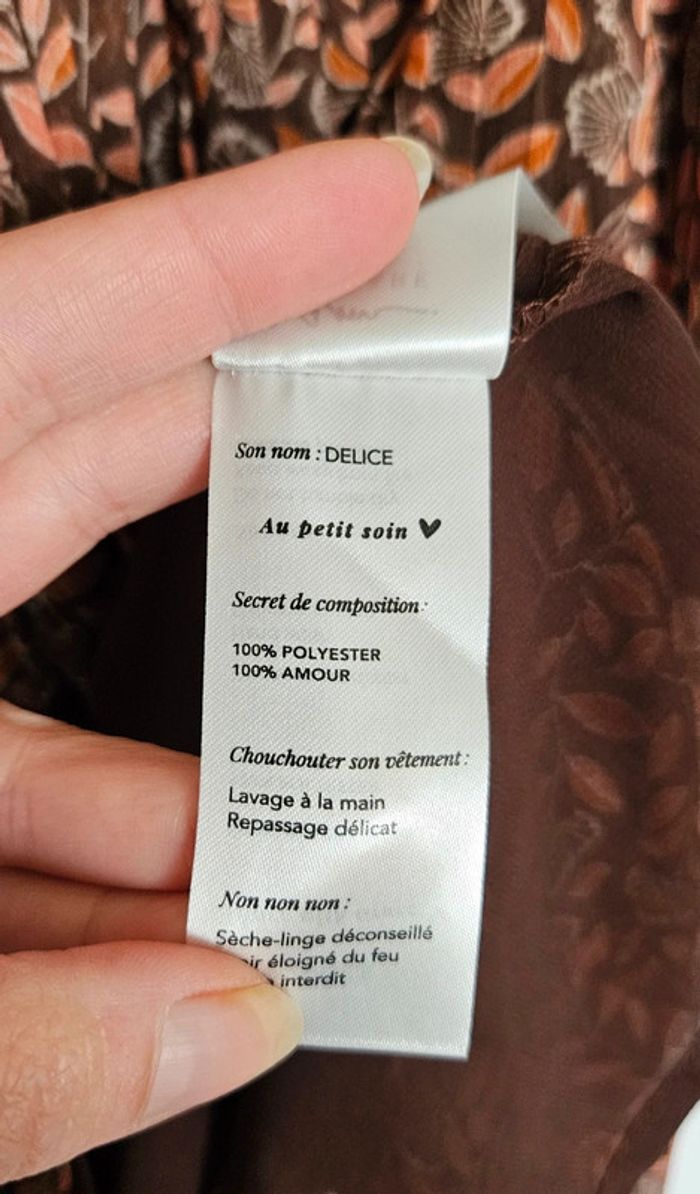 Son nom : DELICE
Au petit soin ♥
Secret de composition :
100% POLYESTER
100% AMOUR
Chouchouter son vêtement :
Lavage à la main
Repassage délicat
Non non non :
Sèche-linge déconseillé
éloigné du feu
interdit